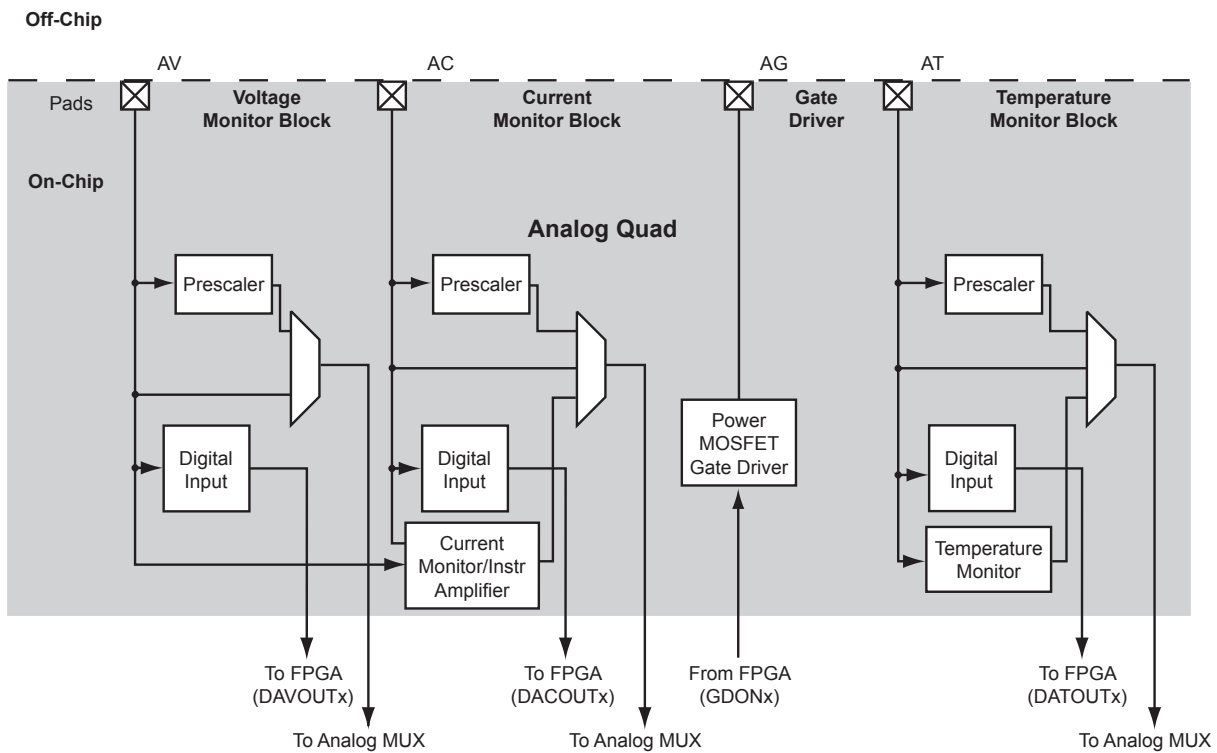 Off-Chip
AV
AC
AG
AT
Pads
Voltage
Monitor Block
Current
Monitor Block
Gate
Driver
Temperature
Monitor Block
On-Chip
Analog Quad
Prescaler
Prescaler
Prescaler
Power
MOSFET
Gate Driver
Digital
Input
Digital
Input
Digital
Input
Current
Monitor/Instr
Amplifier
Temperature
Monitor
To FPGA
(DAVOUTx)
To FPGA
(DACOUTx)
From FPGA
(GDONx)
To FPGA
(DATOUTx)
To Analog MUX
To Analog MUX
To Analog MUX